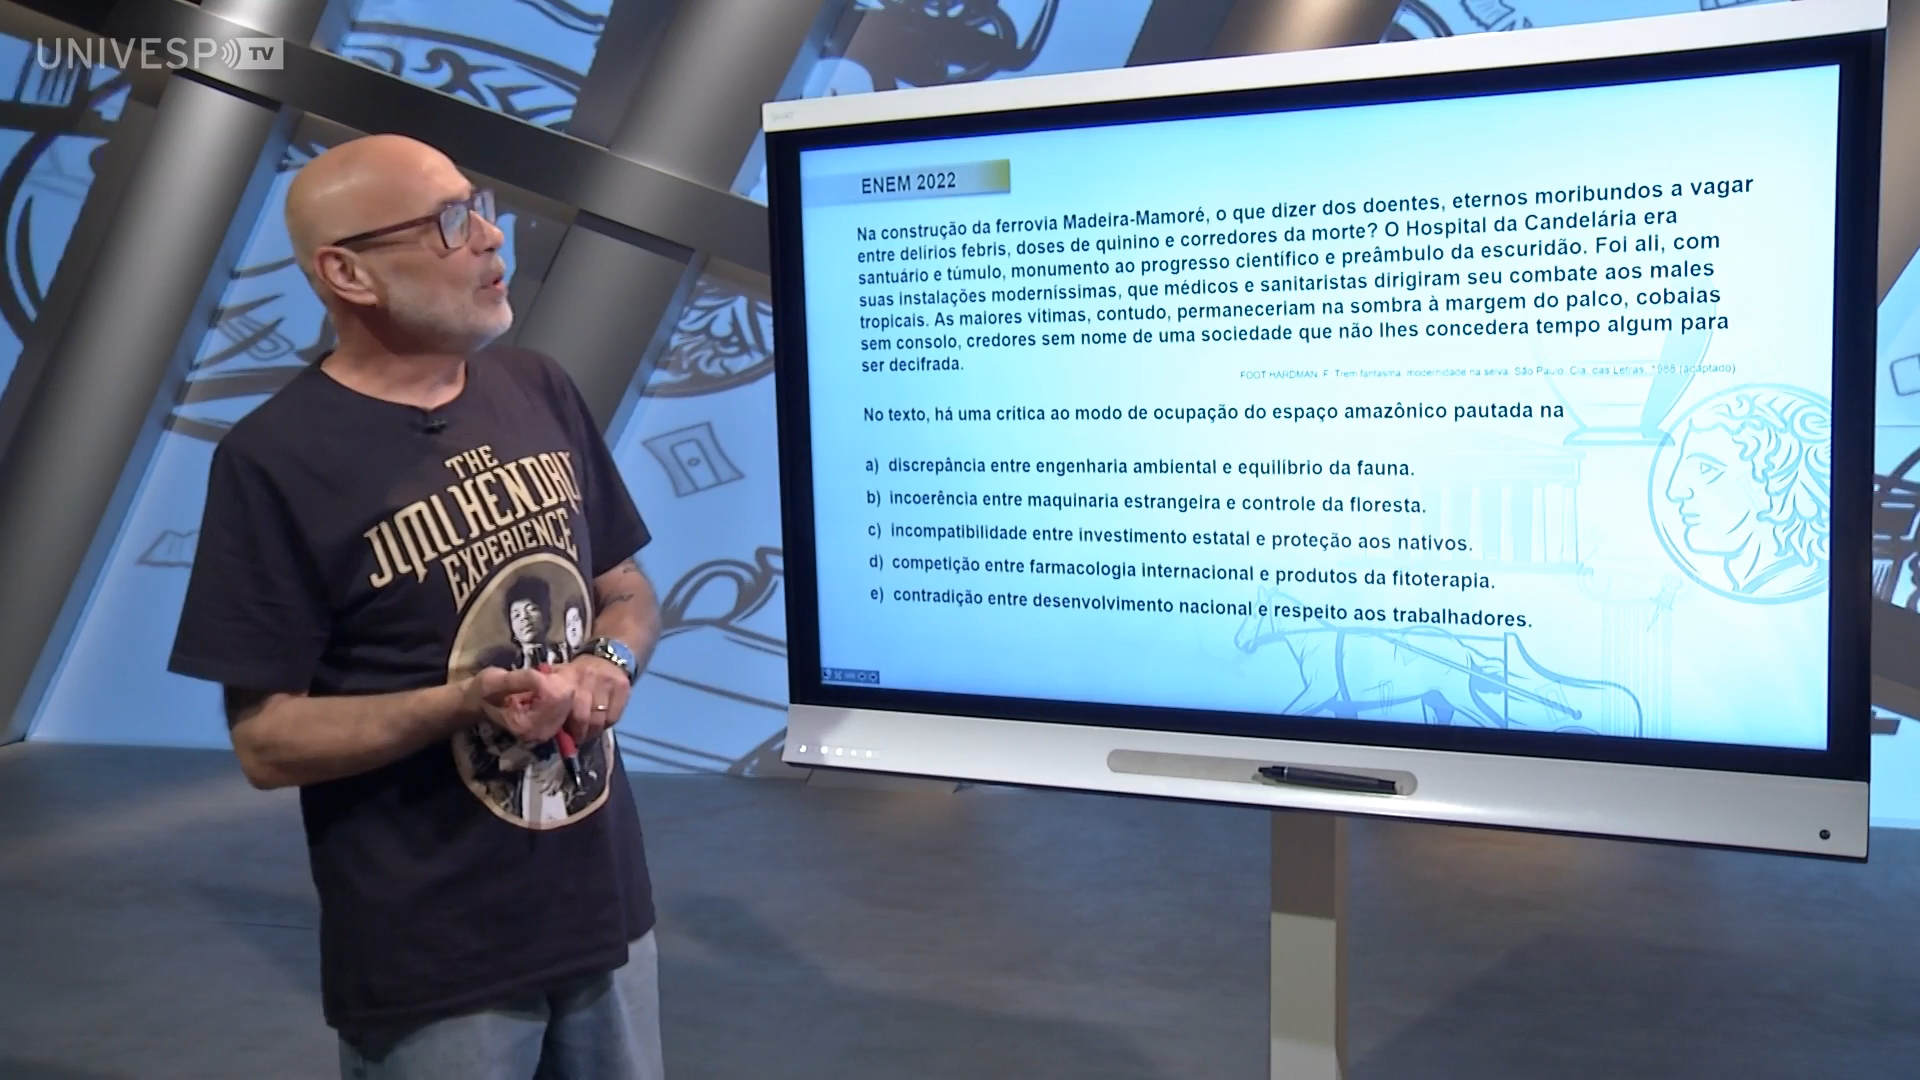 UNIVESP TV
ENEM 2022
Na construção da ferrovia Madeira-Mamoré, o que dizer dos doentes, eternos moribundos a vagar
entre delírios febris, doses de quinino e corredores da morte? O Hospital da Candelária era
santuário e túmulo, monumento ao progresso científico e preâmbulo da escuridão. Foi ali, com
suas instalações moderníssimas, que médicos e sanitaristas dirigiram seu combate aos males
tropicais. As maiores vítimas, contudo, permaneceriam na sombra à margem do palco, cobaias
sem consolo, credores sem nome de uma sociedade que não lhes concedera tempo algum para
ser decifrada.
FOOT HARDMAN, F. Trem fantasma: modernidade na selva. São Paulo: Cia. das Letras, 1988 (adaptado)
No texto, há uma crítica ao modo de ocupação do espaço amazônico pautada na
a) discrepância entre engenharia ambiental e equilíbrio da fauna.
b) incoerência entre maquinaria estrangeira e controle da floresta.
c) incompatibilidade entre investimento estatal e proteção aos nativos.
d) competição entre farmacologia internacional e produtos da fitoterapia.
e) contradição entre desenvolvimento nacional e respeito aos trabalhadores.
THE
JIMI HENDRIX
EXPERIENCE